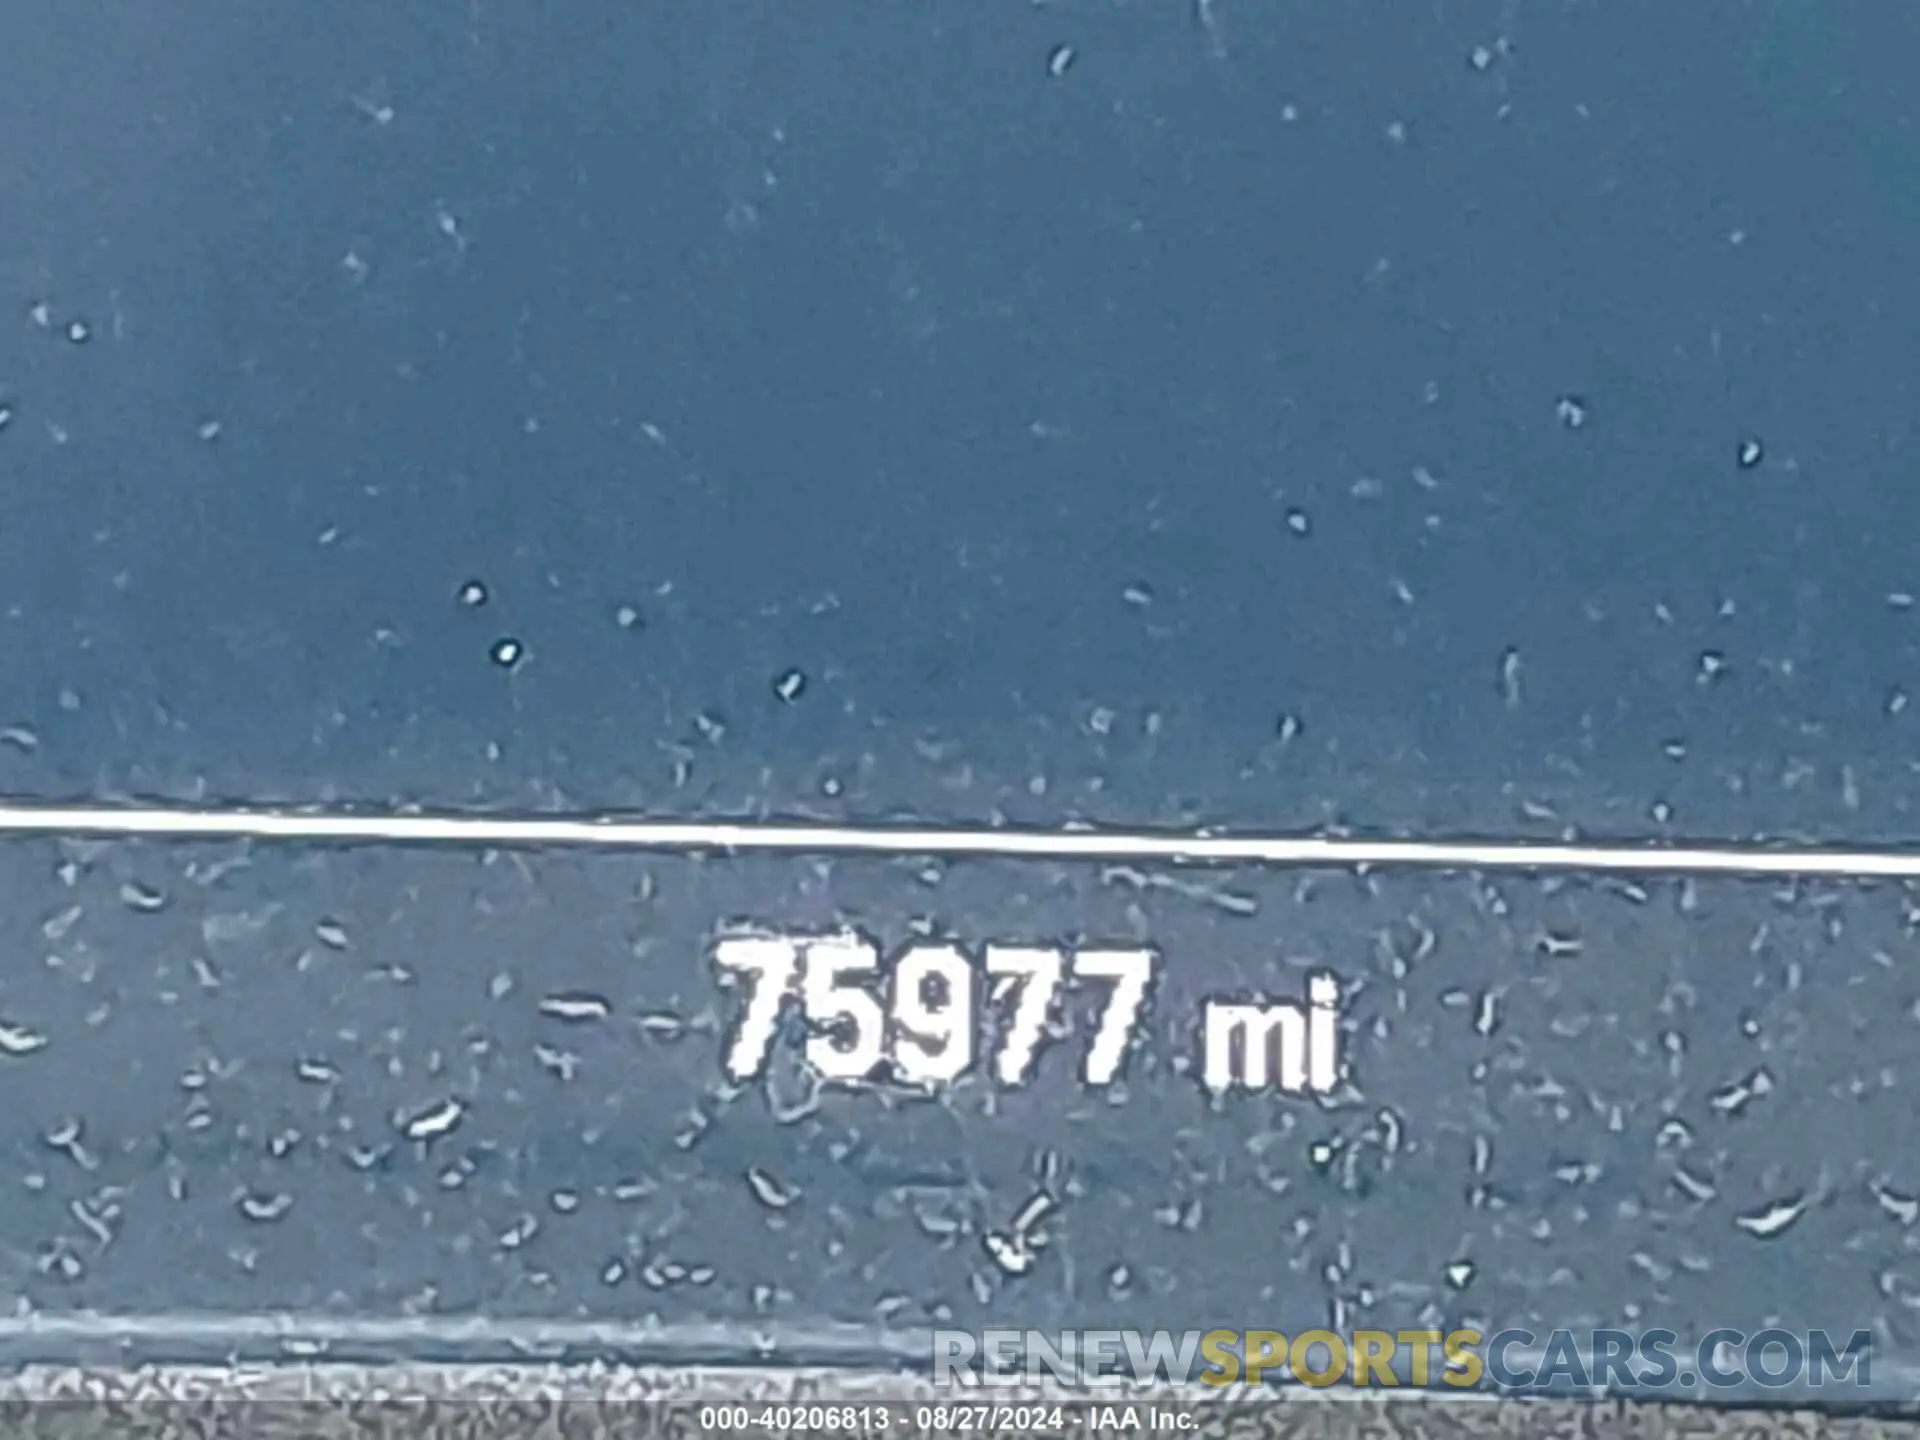 75977 mi
RENEWSPORTSCARS.COM
000-40206813 - 08/27/2024 - IAA Inc.